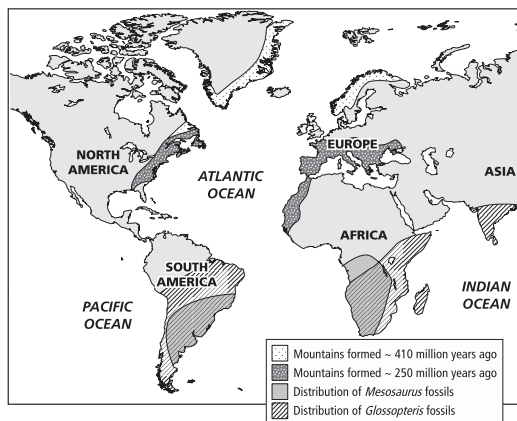 NORTH
AMERICA
ATLANTIC
OCEAN
EUROPE
ASIA
AFRICA
SOUTH
AMERICA
PACIFIC
OCEAN
INDIAN
OCEAN
Mountains formed ~ 410 million years ago
Mountains formed ~ 250 million years ago
Distribution of Mesosaurus fossils
Distribution of Glossopteris fossils